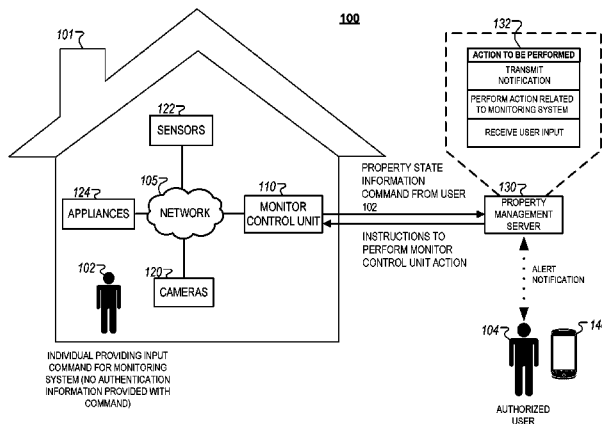 100
101
132
ACTION TO BE PERFORMED
TRANSMIT
NOTIFICATION
PERFORM ACTION RELATED
TO MONITORING SYSTEM
RECEIVE USER INPUT
122
SENSORS
124
APPLIANCES
105
NETWORK
110
MONITOR
CONTROL UNIT
PROPERTY STATE
INFORMATION
COMMAND FROM USER
102
INSTRUCTIONS TO
PERFORM MONITOR
CONTROL UNIT ACTION
130
PROPERTY
MANAGEMENT
SERVER
102
120
CAMERAS
ALERT
NOTIFICATION
INDIVIDUAL PROVIDING INPUT
COMMAND FOR MONITORING
SYSTEM (NO AUTHENTICATION
INFORMATION PROVIDED WITH
COMMAND)
104
AUTHORIZED
USER